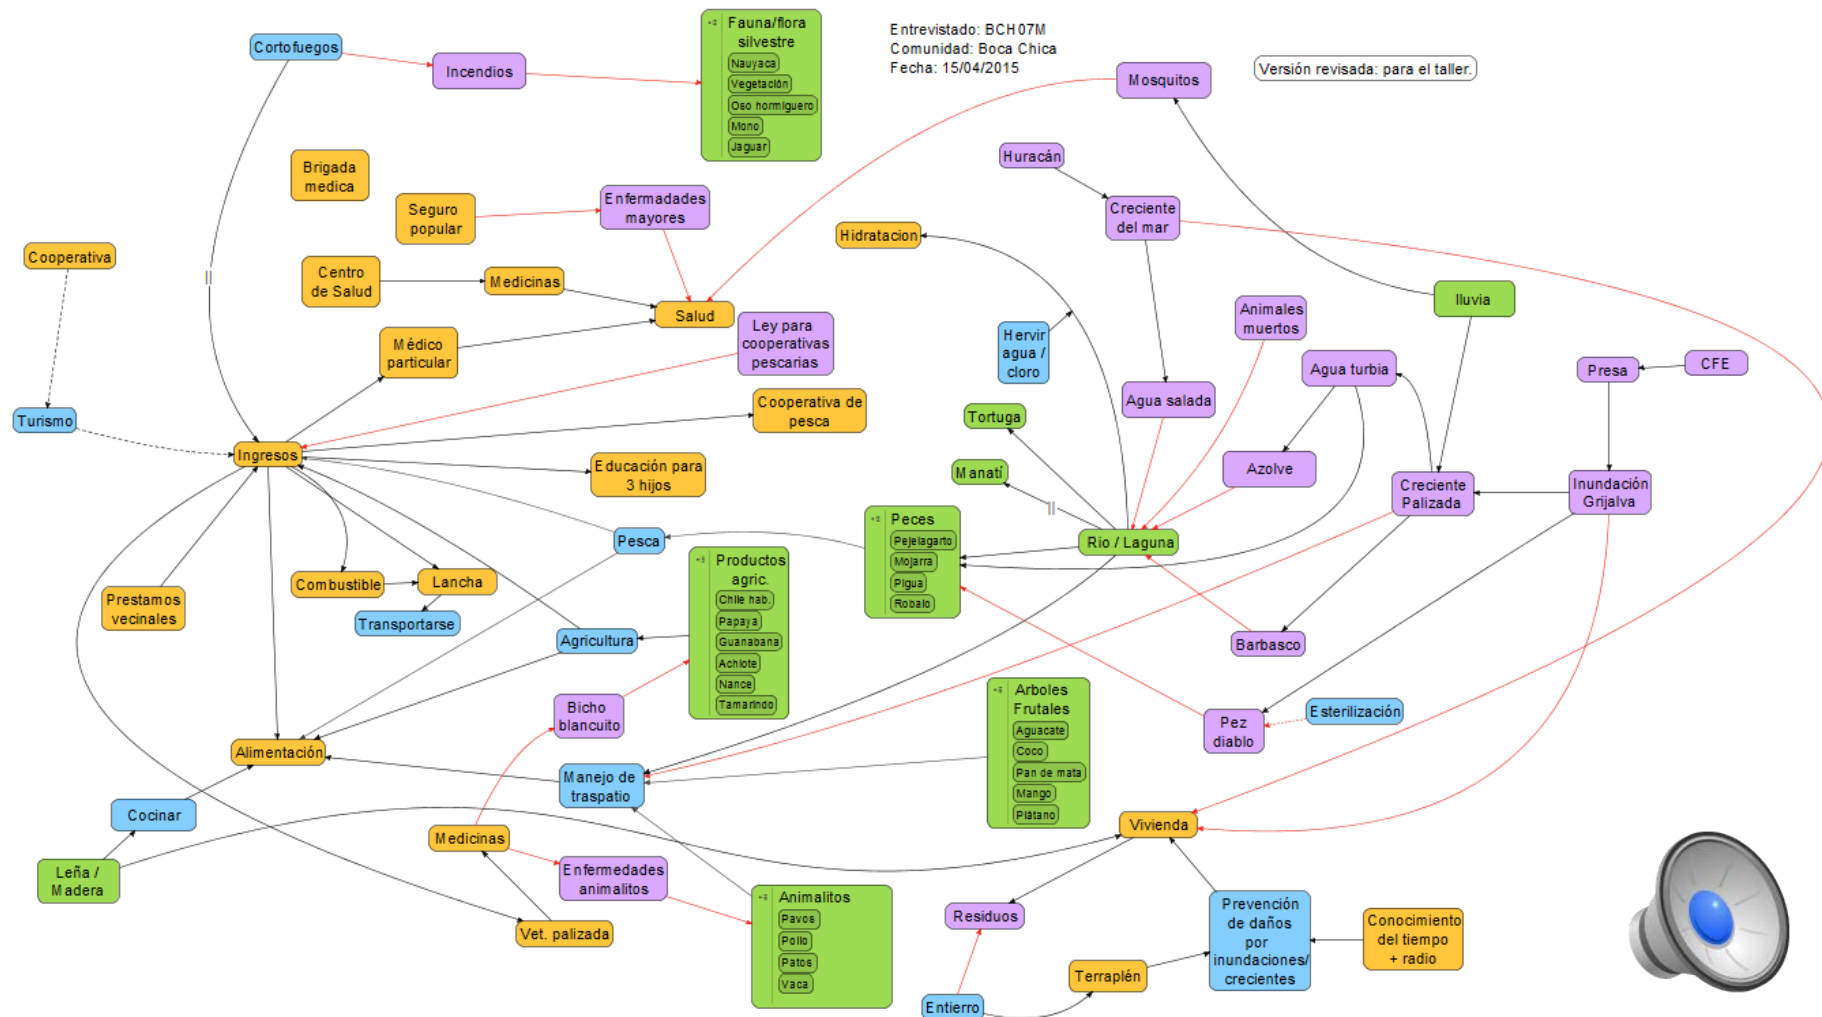 Cortofuegos
Incendios
Fauna/flora
silvestre
Nauyaca
Vegetación
Oso hormiguero
Mono
Jaguar
Entrevistado: BCH07M
Comunidad: Boca Chica
Fecha: 15/04/2015
Mosquitos
Versión revisada: para el taller.
Brigada
medica
Huracán
Seguro
popular
Enfermadades
mayores
Creciente
del mar
Hidratacion
Cooperativa
Centro
de Salud
Medicinas
Salud
Ley para
cooperativas
pescarias
Animales
muertos
lluvia
Médico
particular
Hervir
agua /
cloro
Agua turbia
Presa
CFE
Turismo
Cooperativa de
pesca
Agua salada
Tortuga
Ingresos
Educación para
3 hijos
Manatí
Azolve
Creciente
Palizada
Inundación
Grijalva
Pesca
Peces
Pejelagarto
Mojarra
Pigua
Robalo
Rio / Laguna
Prestamos
vecinales
Combustible
Lancha
Transportarse
Agricultura
Productos
agric.
Chile hab.
Papaya
Guanabana
Achiote
Nance
Tamarindo
Barbasco
Bicho
blancuito
Arboles
Frutales
Aguacate
Coco
Pan de mata
Mango
Plátano
Pez
diablo
Esterilización
Alimentación
Manejo de
traspatio
Cocinar
Medicinas
Vivienda
Leña /
Madera
Enfermedades
animalitos
Animalitos
Pavos
Pollo
Patos
Vaca
Residuos
Prevención
de daños
por
inundaciones/
crecientes
Conocimiento
del tiempo
+ radio
Vet. palizada
Terraplén
Entierro